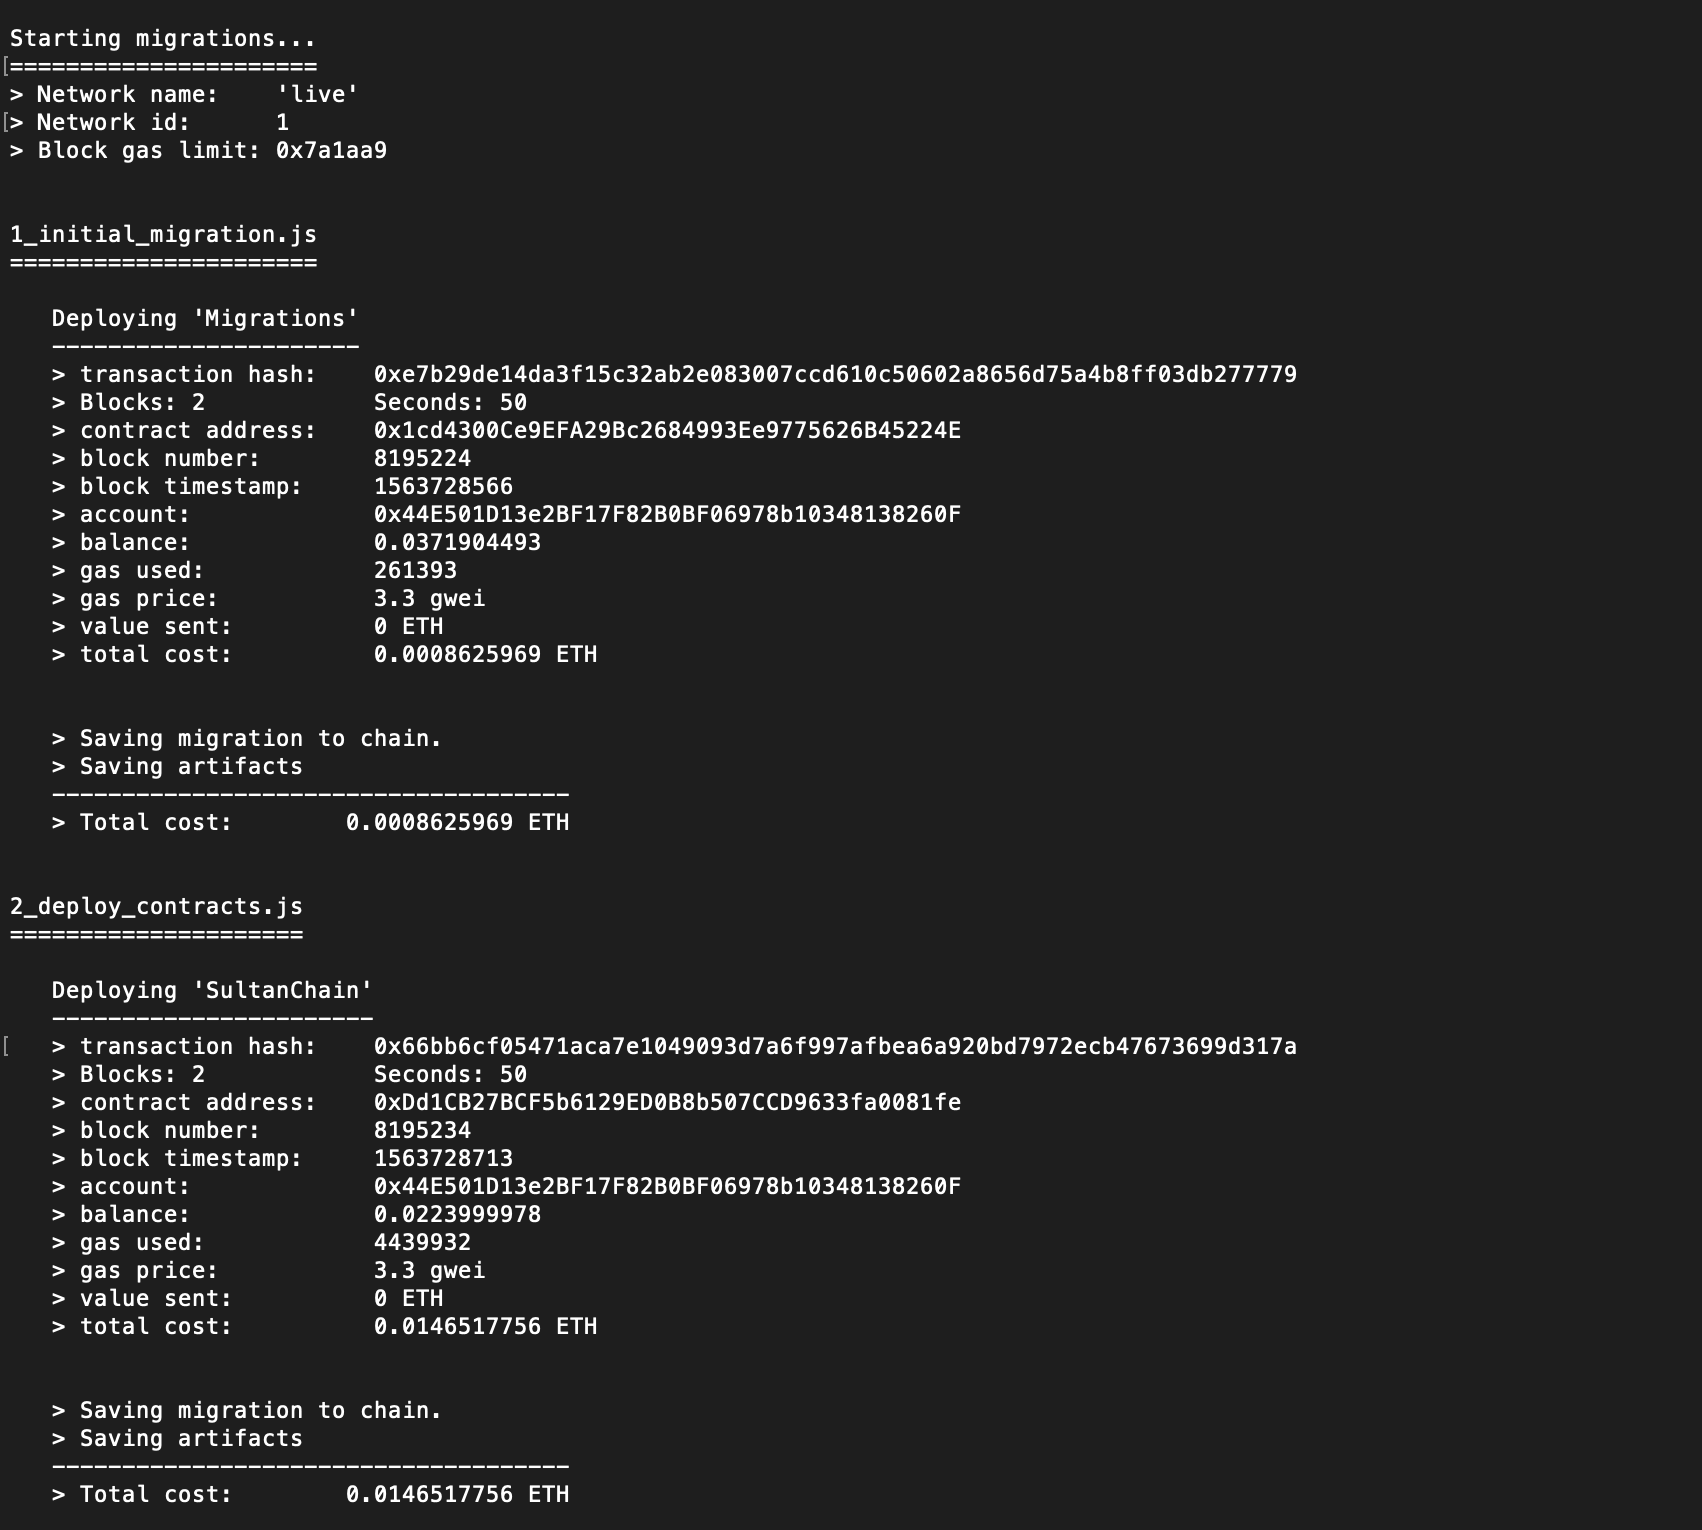 Starting migrations...
[======================
> Network name:    'live'
[> Network id:      1
> Block gas limit: 0x7a1aa9
1_initial_migration.js
======================
   Deploying 'Migrations'
   ----------------------
   > transaction hash:    0xe7b29de14da3f15c32ab2e083007ccd610c50602a8656d75a4b8ff03db277779
   > Blocks: 2            Seconds: 50
   > contract address:    0x1cd4300Ce9EFA29Bc2684993Ee9775626B45224E
   > block number:        8195224
   > block timestamp:     1563728566
   > account:             0x44E501D13e2BF17F82B0BF06978b10348138260F
   > balance:             0.0371904493
   > gas used:            261393
   > gas price:           3.3 gwei
   > value sent:          0 ETH
   > total cost:          0.0008625969 ETH
   > Saving migration to chain.
   > Saving artifacts
   -------------------------------------
   > Total cost:        0.0008625969 ETH
2_deploy_contracts.js
=====================
   Deploying 'SultanChain'
   -----------------------
[   > transaction hash:    0x66bb6cf05471aca7e1049093d7a6f997afbea6a920bd7972ecb47673699d317a
   > Blocks: 2            Seconds: 50
   > contract address:    0xDd1CB27BCF5b6129ED0B8b507CCD9633fa0081fe
   > block number:        8195234
   > block timestamp:     1563728713
   > account:             0x44E501D13e2BF17F82B0BF06978b10348138260F
   > balance:             0.0223999978
   > gas used:            4439932
   > gas price:           3.3 gwei
   > value sent:          0 ETH
   > total cost:          0.0146517756 ETH
   > Saving migration to chain.
   > Saving artifacts
   -------------------------------------
   > Total cost:        0.0146517756 ETH